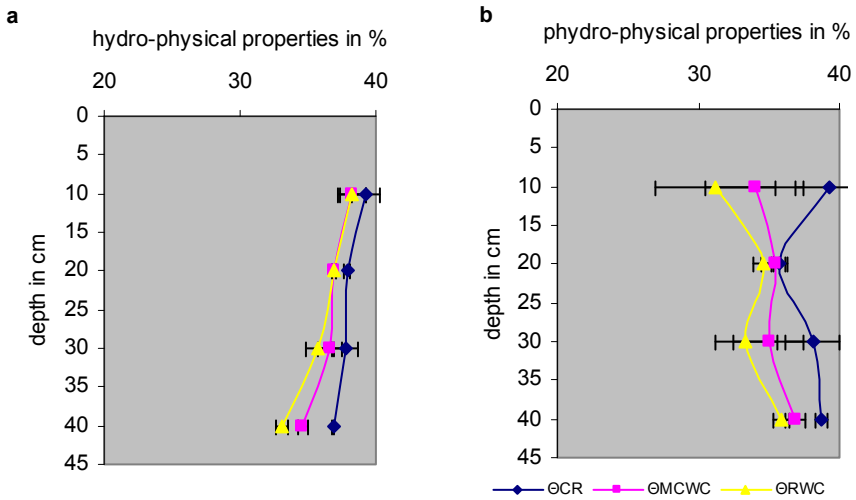 a
hydro-physical properties in %
20 30 40
0
5
10
15
20
25
30
35
40
45
depth in cm
b
phydro-physical properties in %
20 30 40
0
5
10
15
20
25
30
35
40
45
depth in cm
ΘCR ΘMCWC ΘRWC